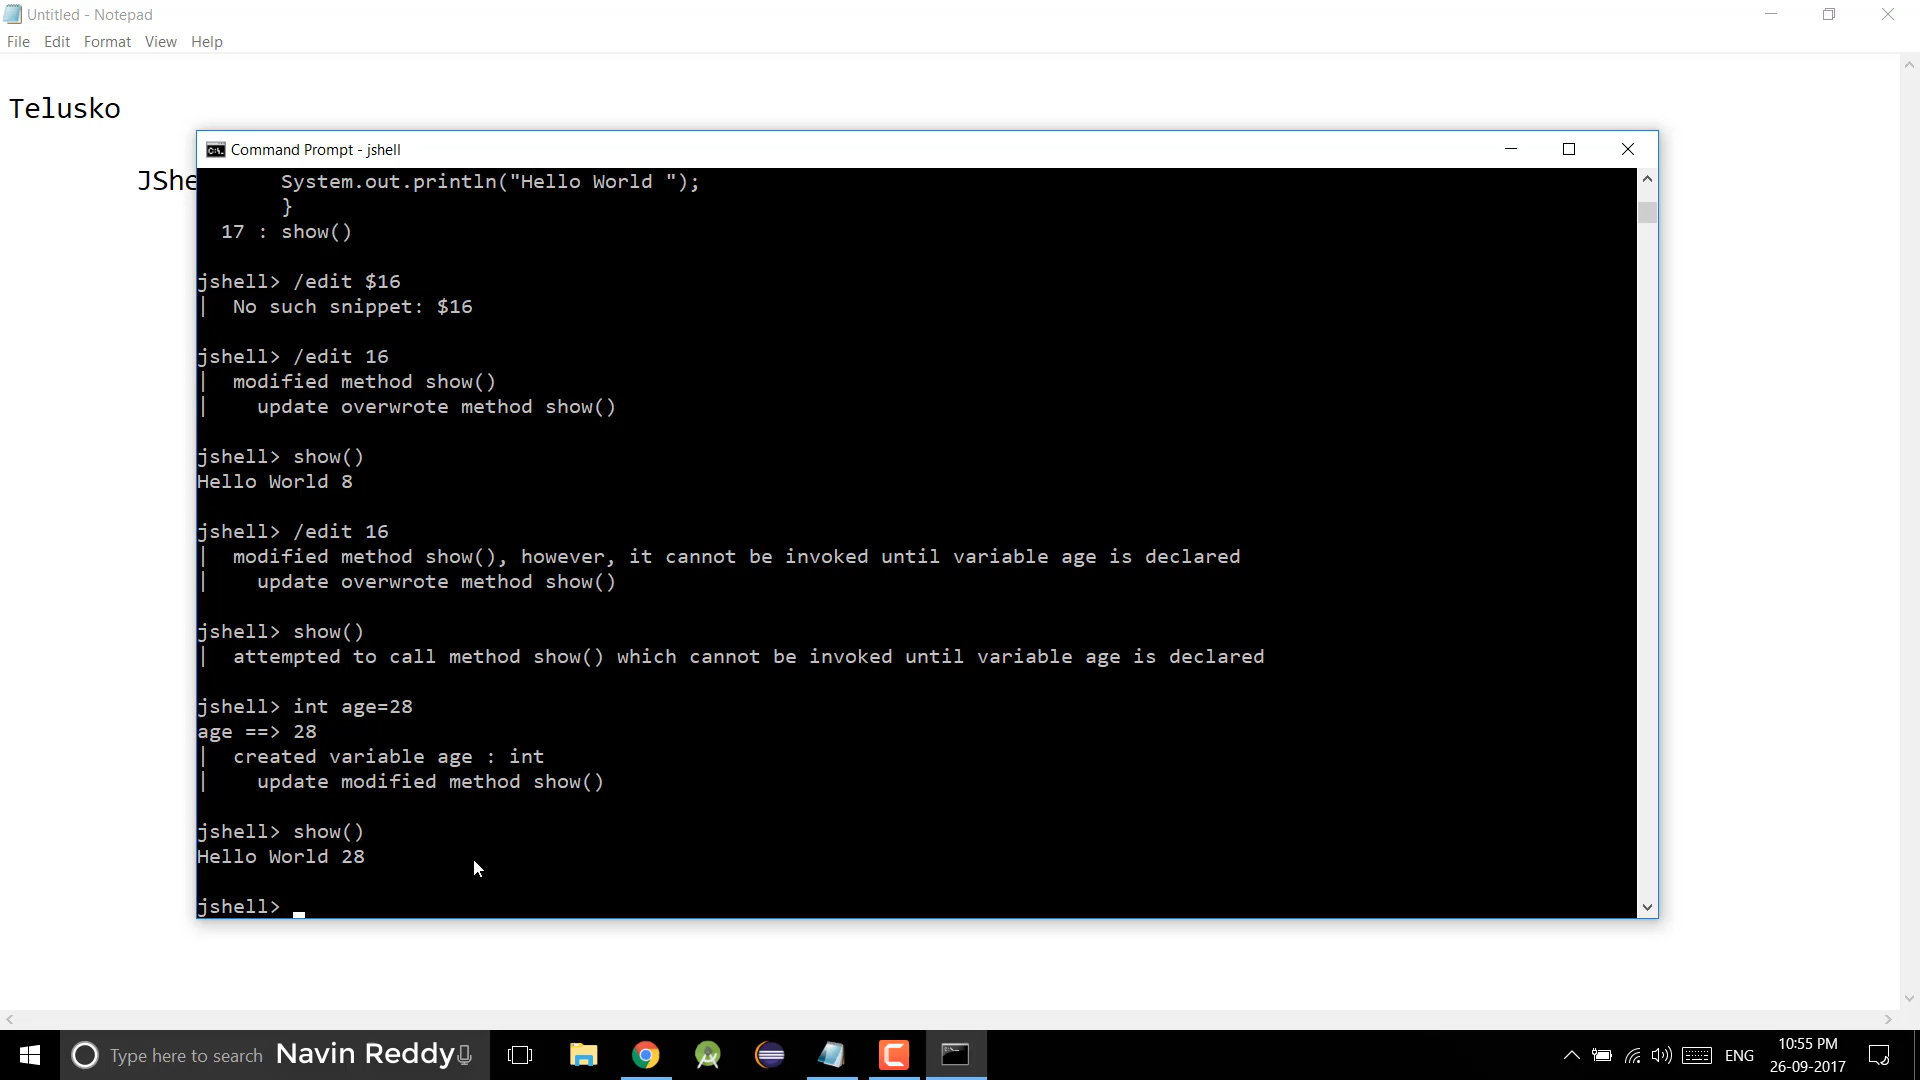 Untitled - Notepad
File Edit Format View Help
Telusko
JShe
Command Prompt - jshell
System.out.println("Hello World ");
}
17 : show()
jshell> /edit $16
| No such snippet: $16
jshell> /edit 16
| modified method show()
| update overwrote method show()
jshell> show()
Hello World 8
jshell> /edit 16
| modified method show(), however, it cannot be invoked until variable age is declared
| update overwrote method show()
jshell> show()
| attempted to call method show() which cannot be invoked until variable age is declared
jshell> int age=28
age ==> 28
| created variable age : int
| update modified method show()
jshell> show()
Hello World 28
jshell>
Type here to search Navin Reddy
ENG
10:55 PM
26-09-2017